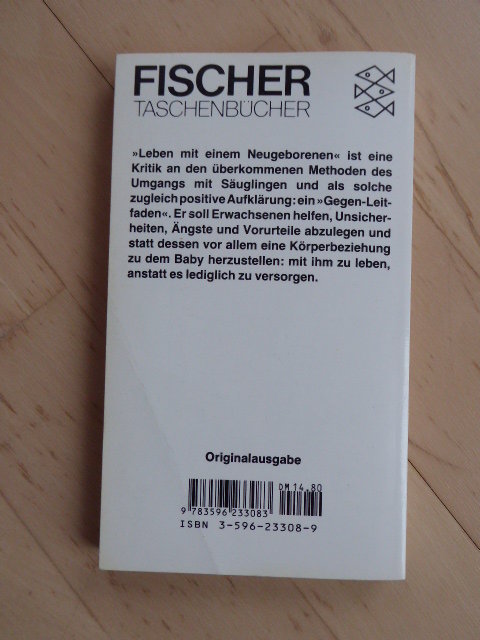 FISCHER
TASCHENBÜCHER
»Leben mit einem Neugeborenen« ist eine
Kritik an den überkommenen Methoden des
Umgangs mit Säuglingen und als solche
zugleich positive Aufklärung: ein »Gegen-Leit-
faden«. Er soll Erwachsenen helfen, Unsicher-
heiten, Ängste und Vorurteile abzulegen und
statt dessen vor allem eine Körperbeziehung
zu dem Baby herzustellen: mit ihm zu leben,
anstatt es lediglich zu versorgen.
Originalausgabe
DM 14.80
9 783596 233083
ISBN 3-596-23308-9